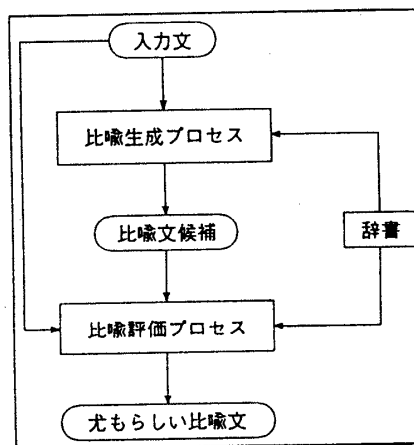 入力文
比喩生成プロセス
比喩文候補
辞書
比喩評価プロセス
尤もらしい比喩文